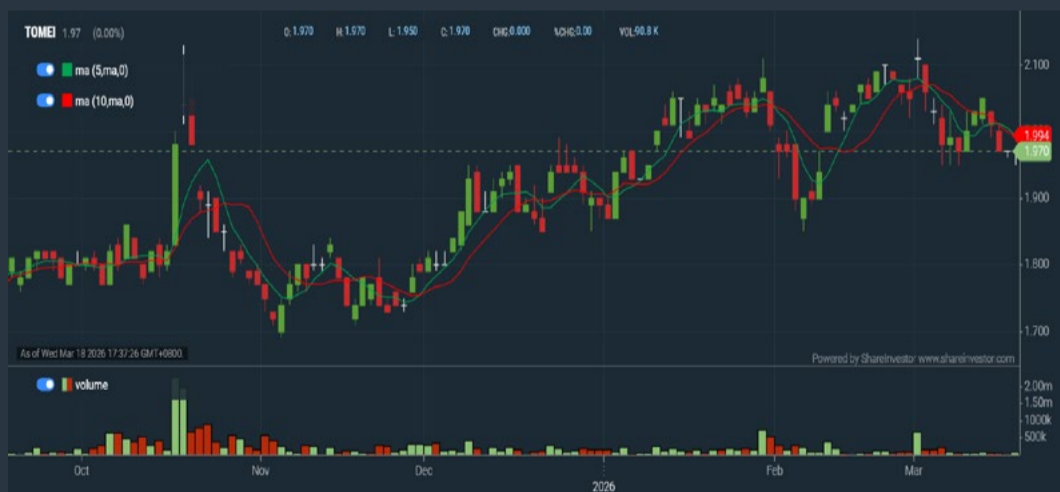 TOMEI 1.97 (0.00%) O: 1.970 H: 1.970 L: 1.950 C: 1.970 CHG:0.000 %CHG:0.00 VOL:90.8 K
ma (5,ma,0)
ma (10,ma,0)
2.100
1.994
1.970
1.900
1.800
1.700
As of Wed Mar 18 2026 17:37:26 GMT+0800.
Powered by ShareInvestor www.shareinvestor.com
volume
2.00m
1.50m
1000k
500k
Oct Nov Dec Feb Mar
2026